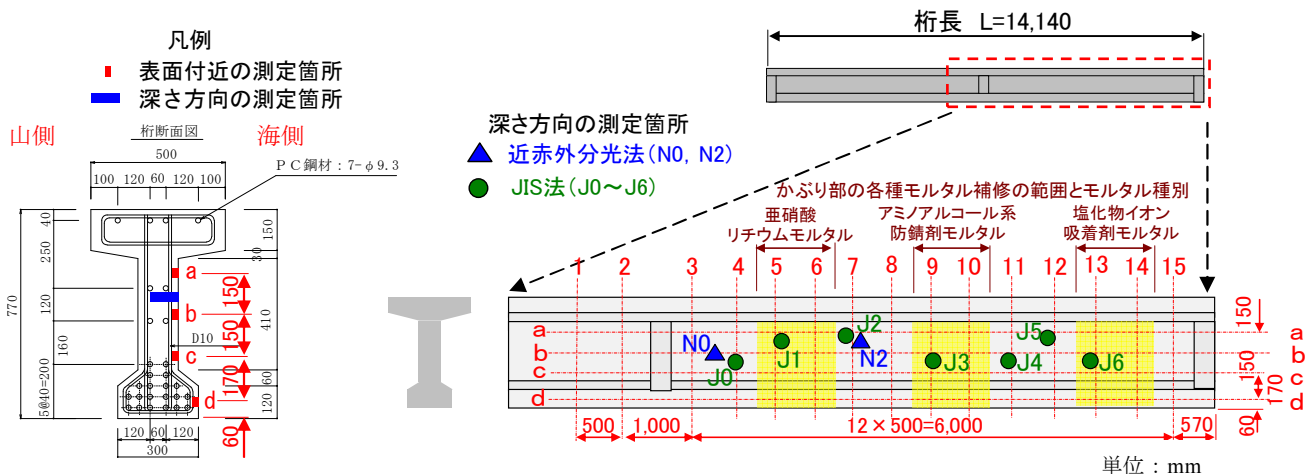 凡例
表面付近の測定箇所
深さ方向の測定箇所
山側
桁断面図
海側
500
100 120 60 120 100
PC鋼材：7-φ9.3
770
40
250
120
160
5@40=200
150
30
410
60
120
D10
a
b
c
d
150
150
170
60
120 60 120
300
桁長 L=14,140
深さ方向の測定箇所
近赤外分光法(N0, N2)
JIS法(J0～J6)
かぶり部の各種モルタル補修の範囲とモルタル種別
亜硝酸
リチウムモルタル
アミノアルコール系
防錆剤モルタル
塩化物イオン
吸着剤モルタル
1 2 3 4 5 6 7 8 9 10 11 12 13 14 15
a
b
c
d
N0
J0
J1
J2
N2
J3
J4
J5
J6
150
150
170
60
a
b
c
d
500
1,000
12×500=6,000
570
単位：mm